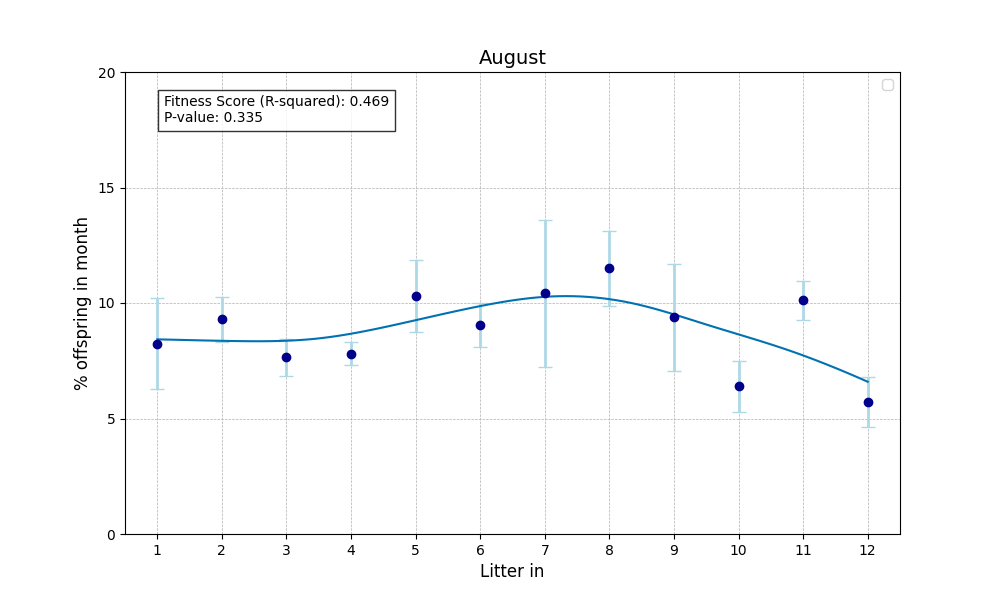 August
20
15
10
5
0
Fitness Score (R-squared): 0.469
P-value: 0.335
% offspring in month
1 2 3 4 5 6 7 8 9 10 11 12
Litter in